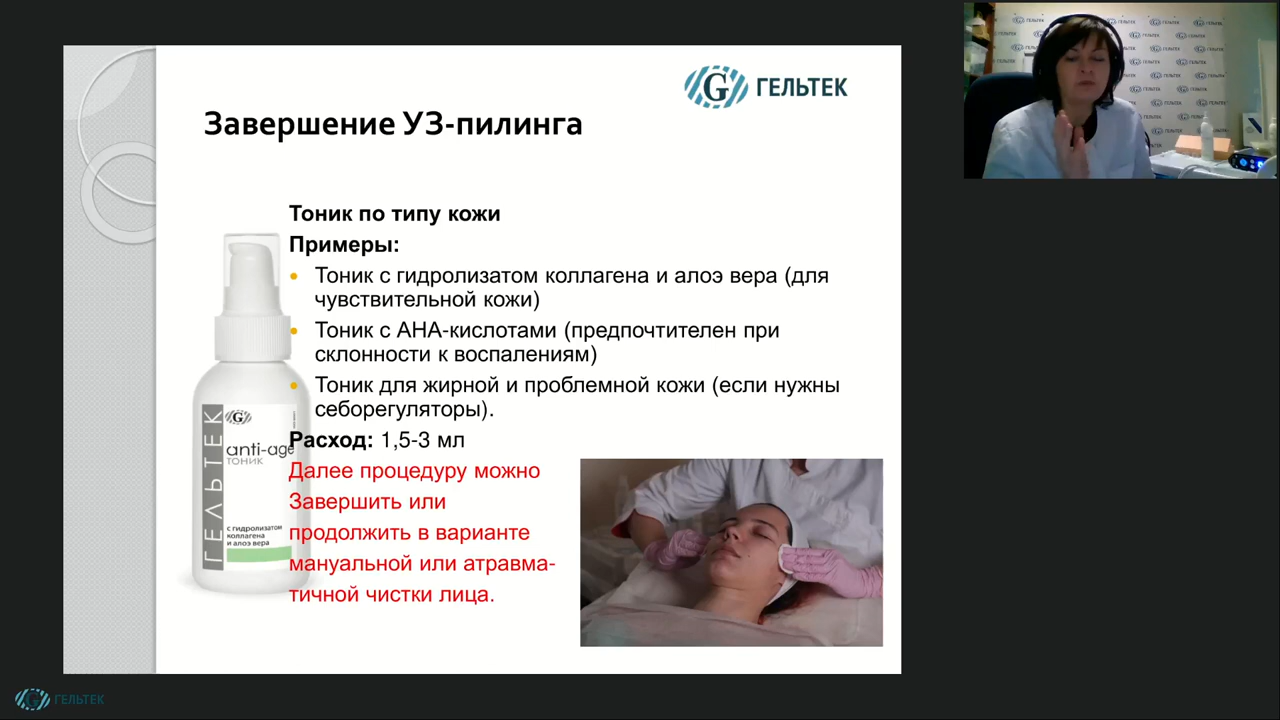 ГЕЛЬТЕК
Завершение УЗ-пилинга
Тоник по типу кожи
Примеры:
Тоник с гидролизатом коллагена и алоэ вера (для
чувствительной кожи)
Тоник с АНА-кислотами (предпочтителен при
склонности к воспалениям)
Тоник для жирной и проблемной кожи (если нужны
себорегуляторы).
Расход: 1,5-3 мл
Далее процедуру можно
Завершить или
продолжить в варианте
мануальной или атравма-
тичной чистки лица.
ГЕЛЬТЕК
G
anti-age
ТОНИК
с гидролизатом
коллагена
и алоэ вера
ГЕЛЬТЕК